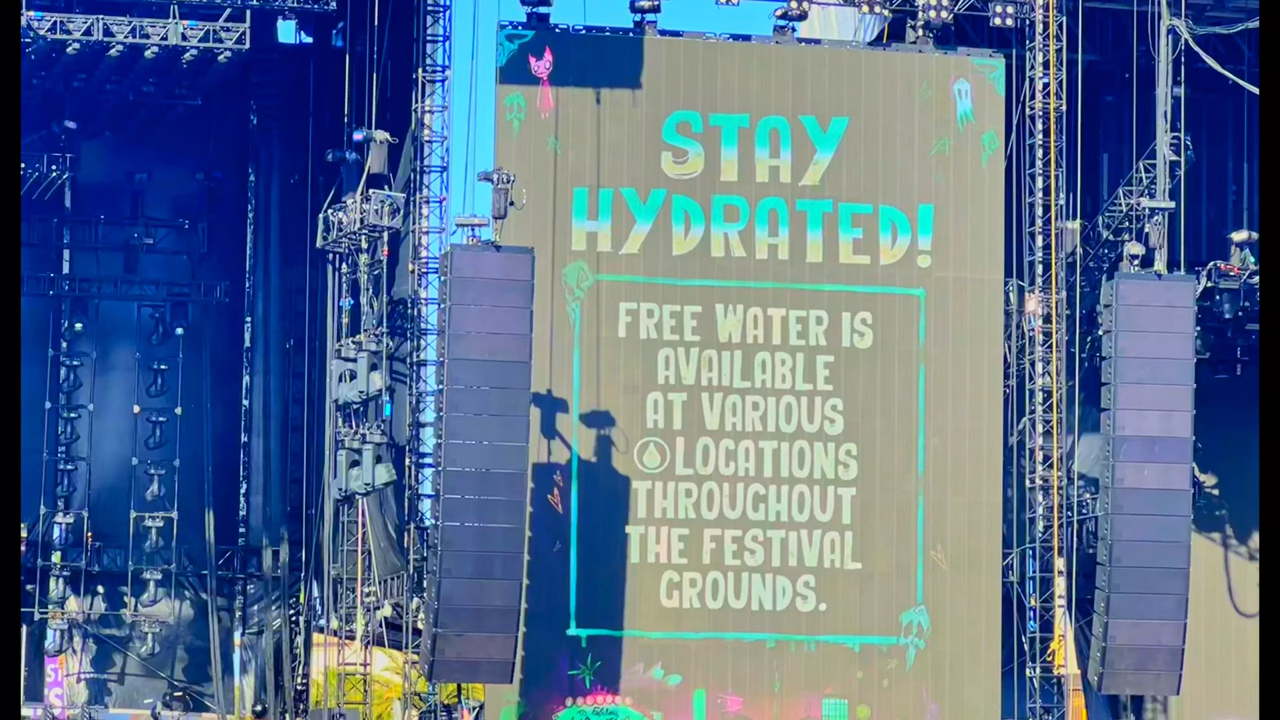 STAY
HYDRATED!
FREE WATER IS
AVAILABLE
AT VARIOUS
LOCATIONS
THROUGHOUT
THE FESTIVAL
GROUNDS.